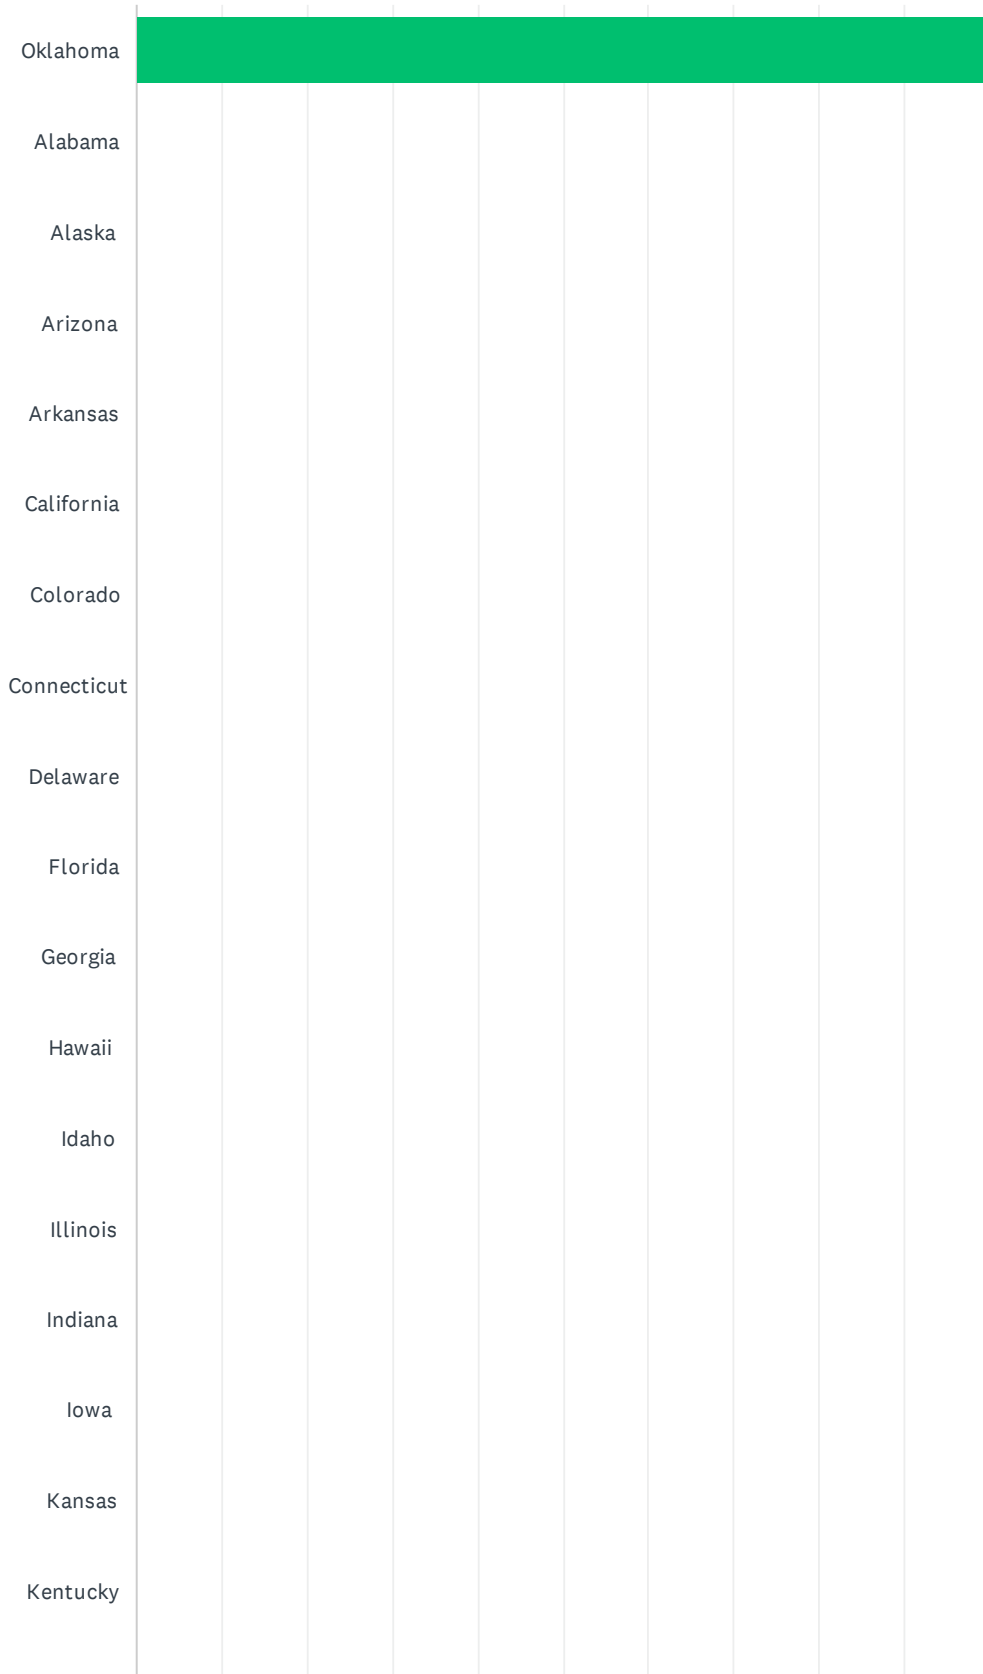 Oklahoma
Alabama
Alaska
Arizona
Arkansas
California
Colorado
Connecticut
Delaware
Florida
Georgia
Hawaii
Idaho
Illinois
Indiana
Iowa
Kansas
Kentucky